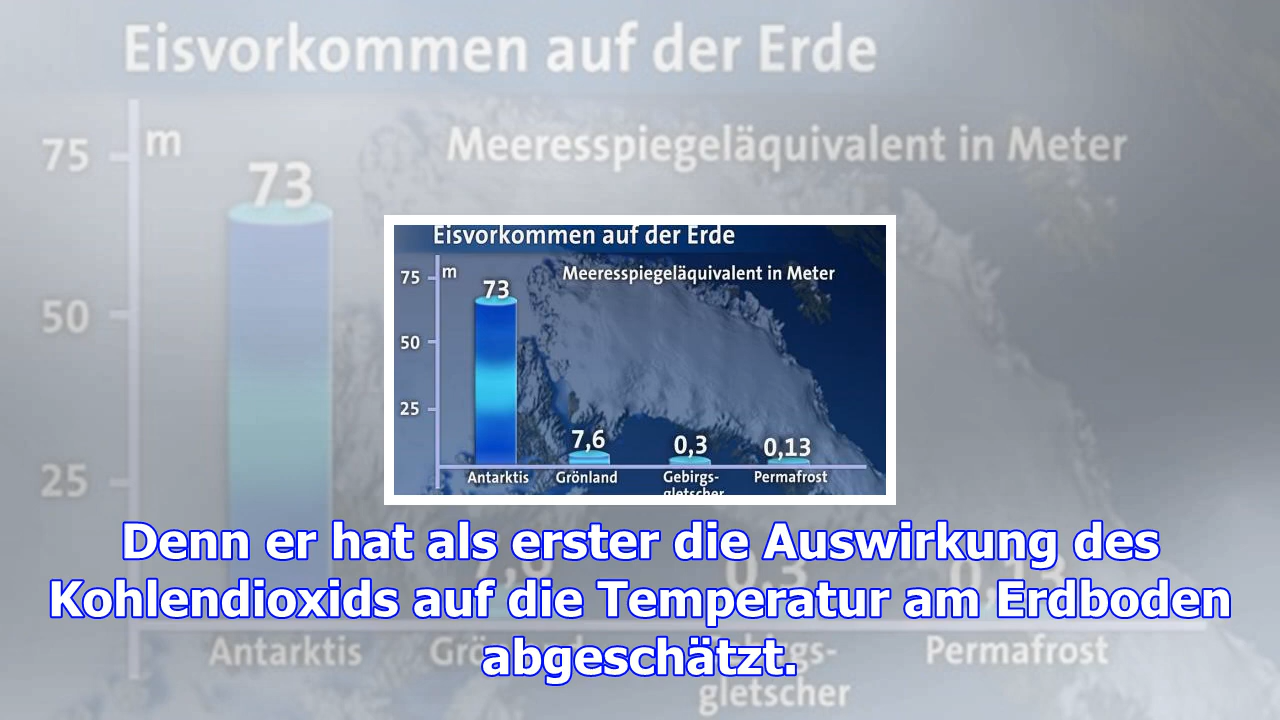 Eisvorkommen auf der Erde
m
Meeresspiegeläquivalent in Meter
75
73
50
25
Antarktis
Permafrost
gletscher
Eisvorkommen auf der Erde
m
Meeresspiegeläquivalent in Meter
75
73
50
25
7,6
0,3
0,13
Antarktis
Grönland
Gebirgs-
gletscher
Permafrost
Denn er hat als erster die Auswirkung des
Kohlendioxids auf die Temperatur am Erdboden
abgeschätzt.